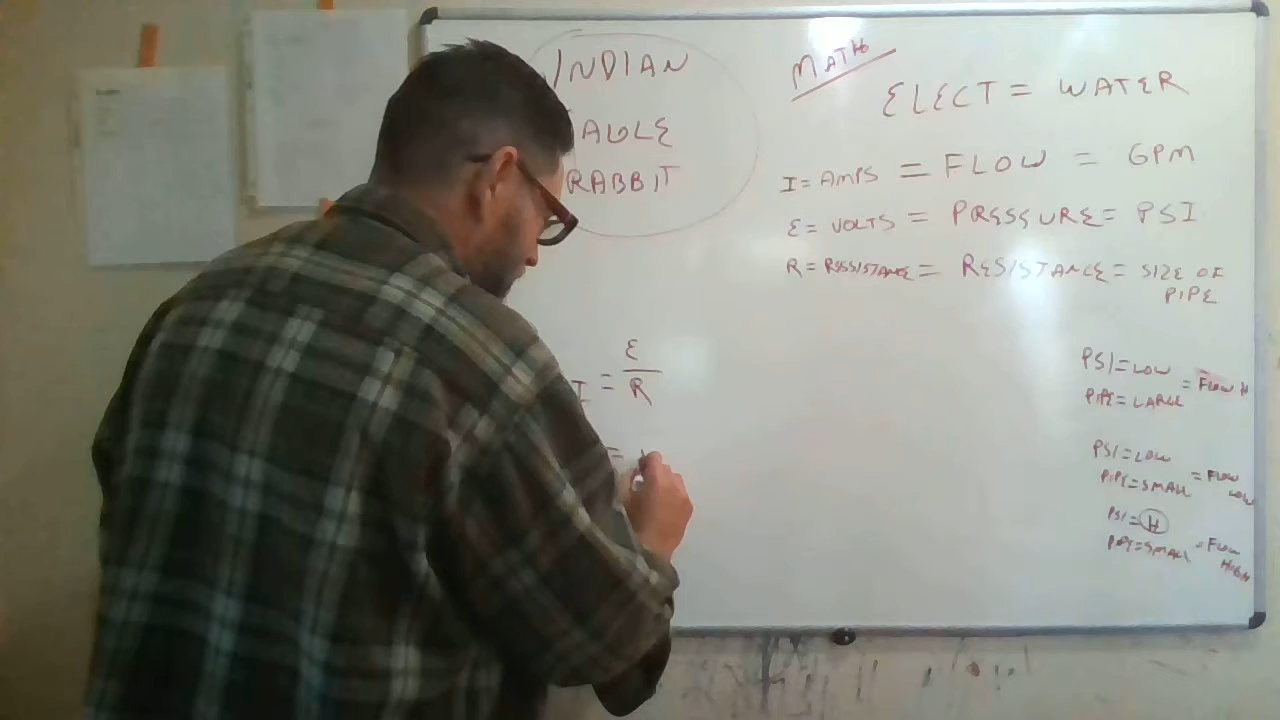 INDIAN
EAGLE
RABBIT
MATH
ELECT = WATER
I = AMPS = FLOW = GPM
E = VOLTS = PRESSURE = PSI
R = RESSISTANCE = RESISTANCE = SIZE OF
PIPE
I = E
R
PSI = LOW
PIPE = LARGE = FLOW H
PSI = LOW
PIPE = SMALL = FLOW
LOW
PSI = H
PIPE = SMALL = FLOW
HIGH